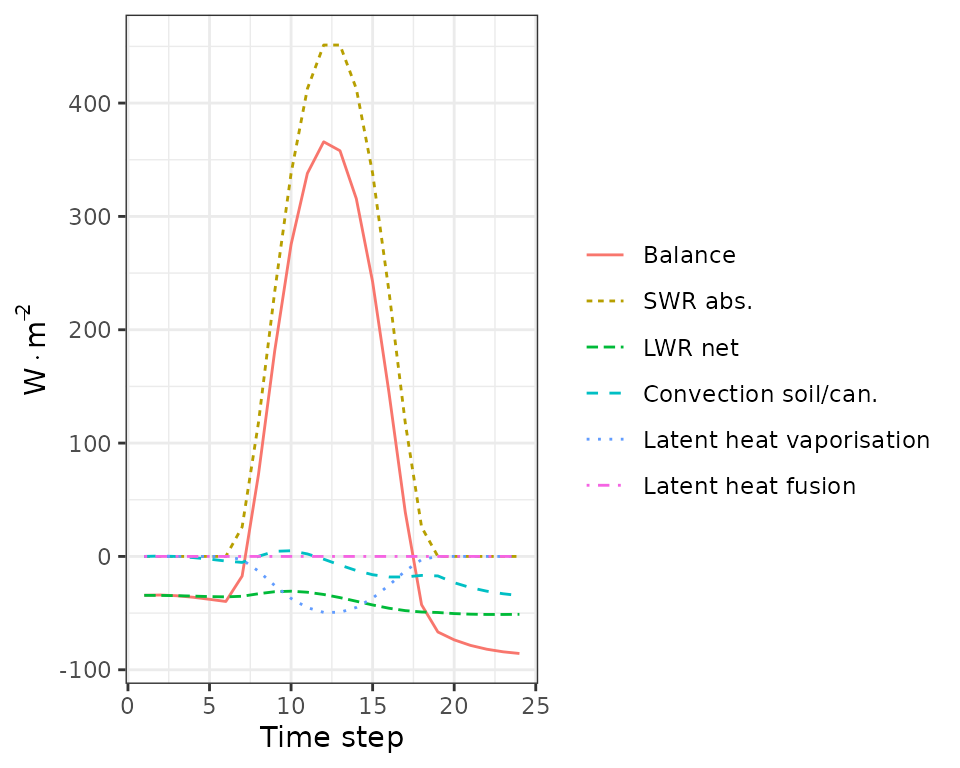 400
300
200
100
0
-100
0 5 10 15 20 25
Time step
W · m⁻²
Balance
SWR abs.
LWR net
Convection soil/can.
Latent heat vaporisation
Latent heat fusion